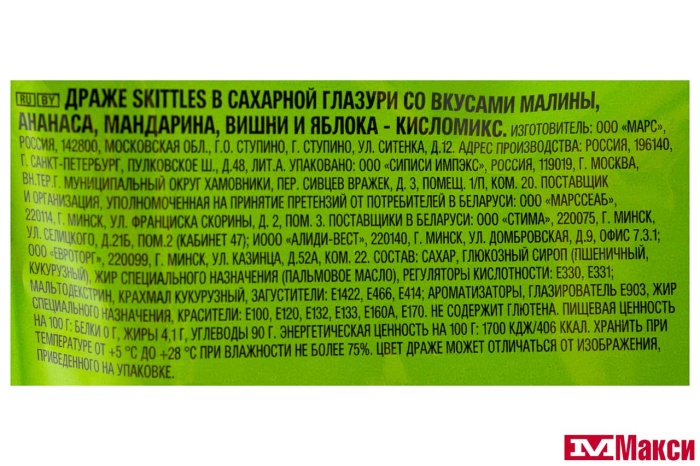 RU BY ДРАЖЕ SKITTLES В САХАРНОЙ ГЛАЗУРИ СО ВКУСАМИ МАЛИНЫ,
АНАНАСА, МАНДАРИНА, ВИШНИ И ЯБЛОКА - КИСЛОМИКС. ИЗГОТОВИТЕЛЬ: ООО «МАРС»,
РОССИЯ, 142800, МОСКОВСКАЯ ОБЛ., Г.О. СТУПИНО, Г. СТУПИНО, УЛ. СИТЕНКА, Д.12. АДРЕС ПРОИЗВОДСТВА: РОССИЯ, 196140,
Г. САНКТ-ПЕТЕРБУРГ, ПУЛКОВСКОЕ Ш., Д.48, ЛИТ.А. УПАКОВАНО: ООО «СИПИСИ ИМПЭКС», РОССИЯ, 119019, Г. МОСКВА,
ВН.ТЕР.Г. МУНИЦИПАЛЬНЫЙ ОКРУГ ХАМОВНИКИ, ПЕР. СИВЦЕВ ВРАЖЕК, Д. 3, ПОМЕЩ. 1/П, КОМ. 20. ПОСТАВЩИК
И ОРГАНИЗАЦИЯ, УПОЛНОМОЧЕННАЯ НА ПРИНЯТИЕ ПРЕТЕНЗИЙ ОТ ПОТРЕБИТЕЛЕЙ В БЕЛАРУСИ: ООО «МАРССЕАБ»,
220114, Г. МИНСК, УЛ. ФРАНЦИСКА СКОРИНЫ, Д. 2, ПОМ. 3. ПОСТАВЩИКИ В БЕЛАРУСИ: ООО «СТИМА», 220075, Г. МИНСК,
УЛ. СЕЛИЦКОГО, Д.21Б, ПОМ.2 (КАБИНЕТ 47); ИООО «АЛИДИ-ВЕСТ», 220140, Г. МИНСК, УЛ. ДОМБРОВСКАЯ, Д.9, ОФИС 7.3.1;
ООО «ЕВРОТОРГ», 220099, Г. МИНСК, УЛ. КАЗИНЦА, Д.52А, КОМ. 22. СОСТАВ: САХАР, ГЛЮКОЗНЫЙ СИРОП (ПШЕНИЧНЫЙ,
КУКУРУЗНЫЙ), ЖИР СПЕЦИАЛЬНОГО НАЗНАЧЕНИЯ (ПАЛЬМОВОЕ МАСЛО), РЕГУЛЯТОРЫ КИСЛОТНОСТИ: Е330, Е331;
МАЛЬТОДЕКСТРИН, КРАХМАЛ КУКУРУЗНЫЙ, ЗАГУСТИТЕЛИ: Е1422, Е466, Е414; АРОМАТИЗАТОРЫ, ГЛАЗИРОВАТЕЛЬ Е903, ЖИР
СПЕЦИАЛЬНОГО НАЗНАЧЕНИЯ, КРАСИТЕЛИ: Е100, Е120, Е132, Е133, Е160А, Е170. НЕ СОДЕРЖИТ ГЛЮТЕНА. ПИЩЕВАЯ ЦЕННОСТЬ
НА 100 Г: БЕЛКИ 0 Г, ЖИРЫ 4,1 Г, УГЛЕВОДЫ 90 Г. ЭНЕРГЕТИЧЕСКАЯ ЦЕННОСТЬ НА 100 Г: 1700 КДЖ/406 ККАЛ. ХРАНИТЬ ПРИ
ТЕМПЕРАТУРЕ ОТ +5 °С ДО +28 °С ПРИ ВЛАЖНОСТИ НЕ БОЛЕЕ 75%. ЦВЕТ ДРАЖЕ МОЖЕТ ОТЛИЧАТЬСЯ ОТ ИЗОБРАЖЕНИЯ,
ПРИВЕДЕННОГО НА УПАКОВКЕ.
Макси